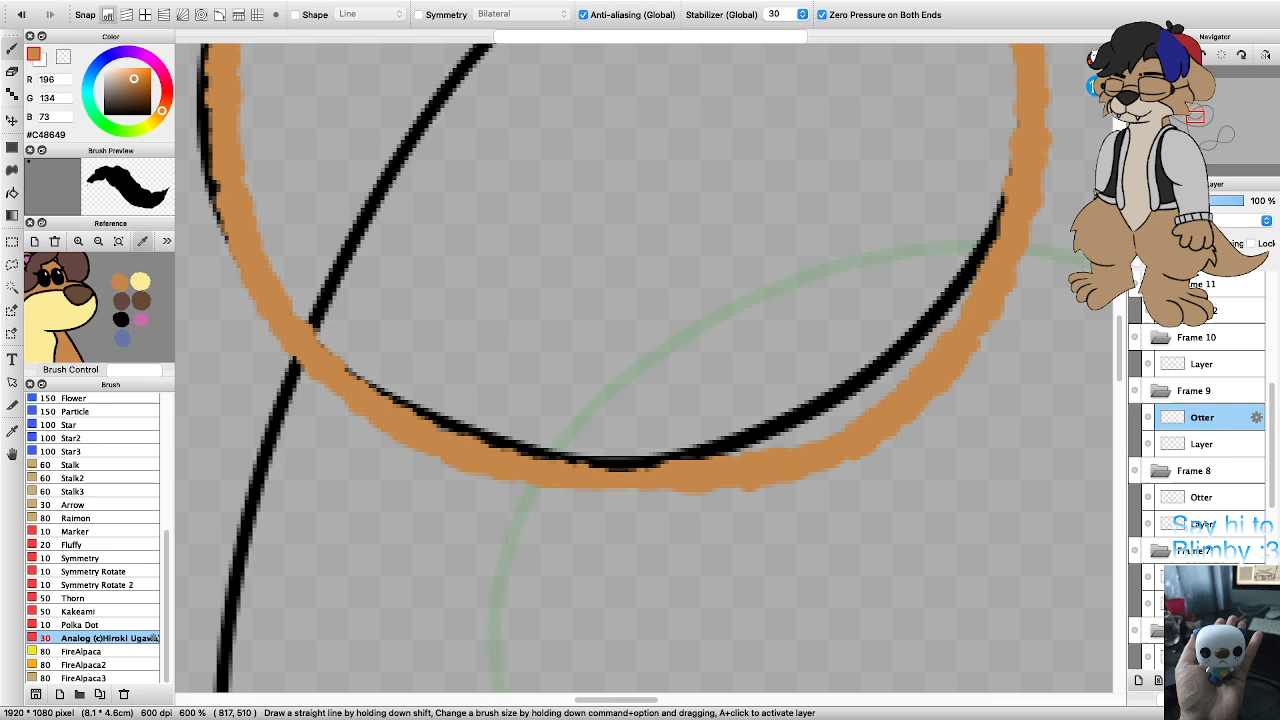 Snap Shape Line Symmetry Bilateral Anti-aliasing (Global) Stabilizer (Global) 30 Zero Pressure on Both Ends
Color
R 196
G 134
B 73
#C48649
Brush Preview
Reference
Brush Control
Brush
150 Flower
150 Particle
100 Star
100 Star2
100 Star3
60 Stalk
60 Stalk2
60 Stalk3
30 Arrow
80 Raimon
10 Marker
20 Fluffy
10 Symmetry
10 Symmetry Rotate
10 Symmetry Rotate 2
50 Thorn
50 Kakeami
10 Polka Dot
30 Analog (c)Hiroki Ugawa
80 FireAlpaca
80 FireAlpaca2
80 FireAlpaca3
Navigator
Layer
100 %
Lock
Frame 10
Layer
Frame 9
Otter
Layer
Frame 8
Otter
Layer
Frame 7
Say hi to
Blimby :3
1920 * 1080 pixel (8.1 * 4.6cm) 600 dpi 600 % ( 817, 510 ) Draw a straight line by holding down shift, Change a brush size by holding down command+option and dragging, A+click to activate layer